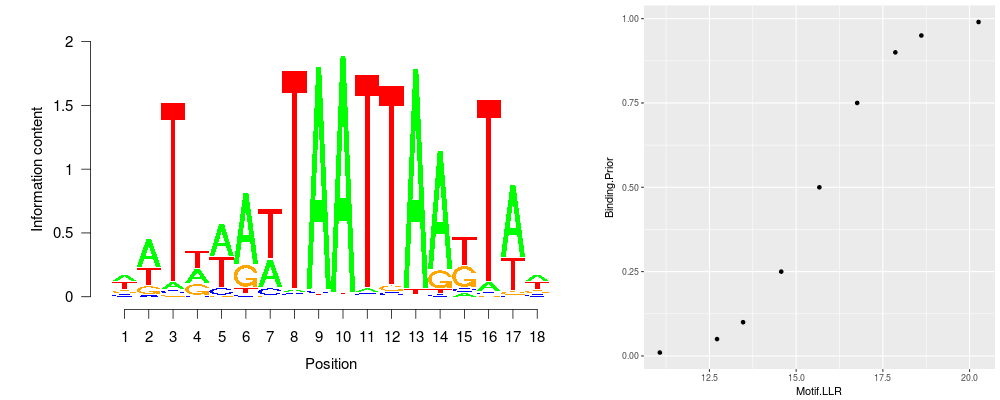 2
1.5
1
0.5
0
Information content
A A T T A A T T A A T T A A T T A A
1 2 3 4 5 6 7 8 9 10 11 12 13 14 15 16 17 18
Position
1.00
0.75
0.50
0.25
0.00
Binding.Prior
12.5 15.0 17.5 20.0
Motif.LLR